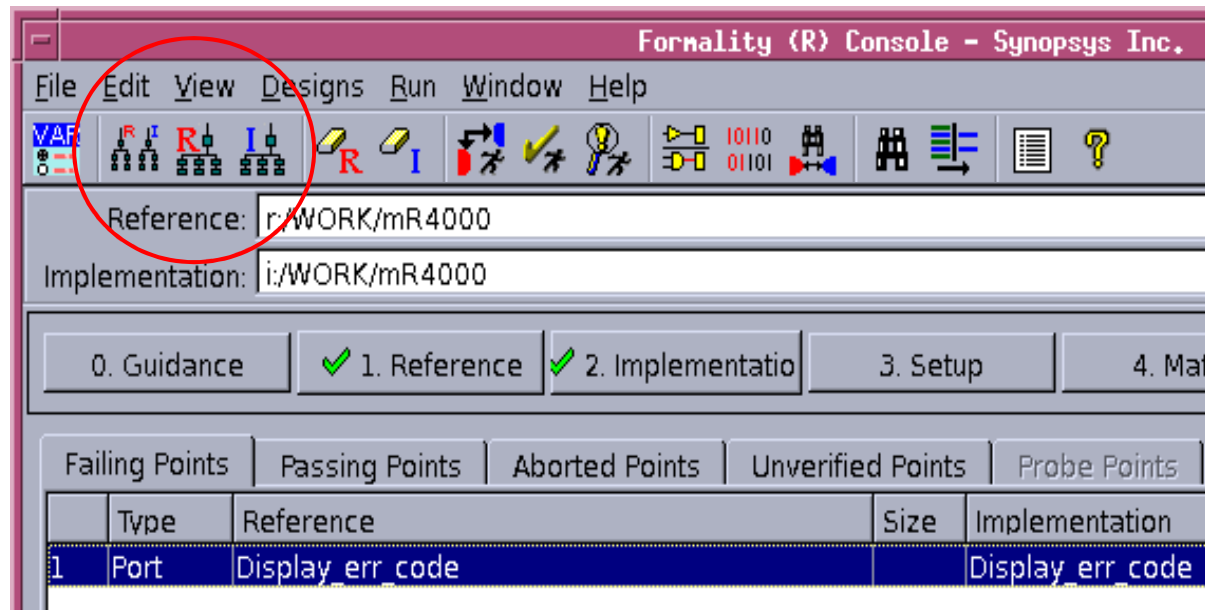 Formality (R) Console - Synopsys Inc.
File Edit View Designs Run Window Help
VAR R I R I R I 10110
01101 ?
Reference: r:/WORK/mR4000
Implementation: i:/WORK/mR4000
0. Guidance 1. Reference 2. Implementatio 3. Setup 4. Mat
Failing Points Passing Points Aborted Points Unverified Points Probe Points
Type Reference Size Implementation
1 Port Display_err_code Display_err_code